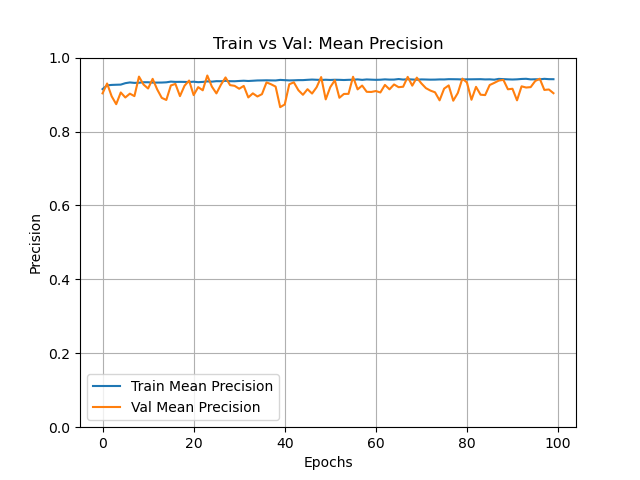 Train vs Val: Mean Precision
1.0
0.8
0.6
0.4
0.2
0.0
Precision
Train Mean Precision
Val Mean Precision
0 20 40 60 80 100
Epochs